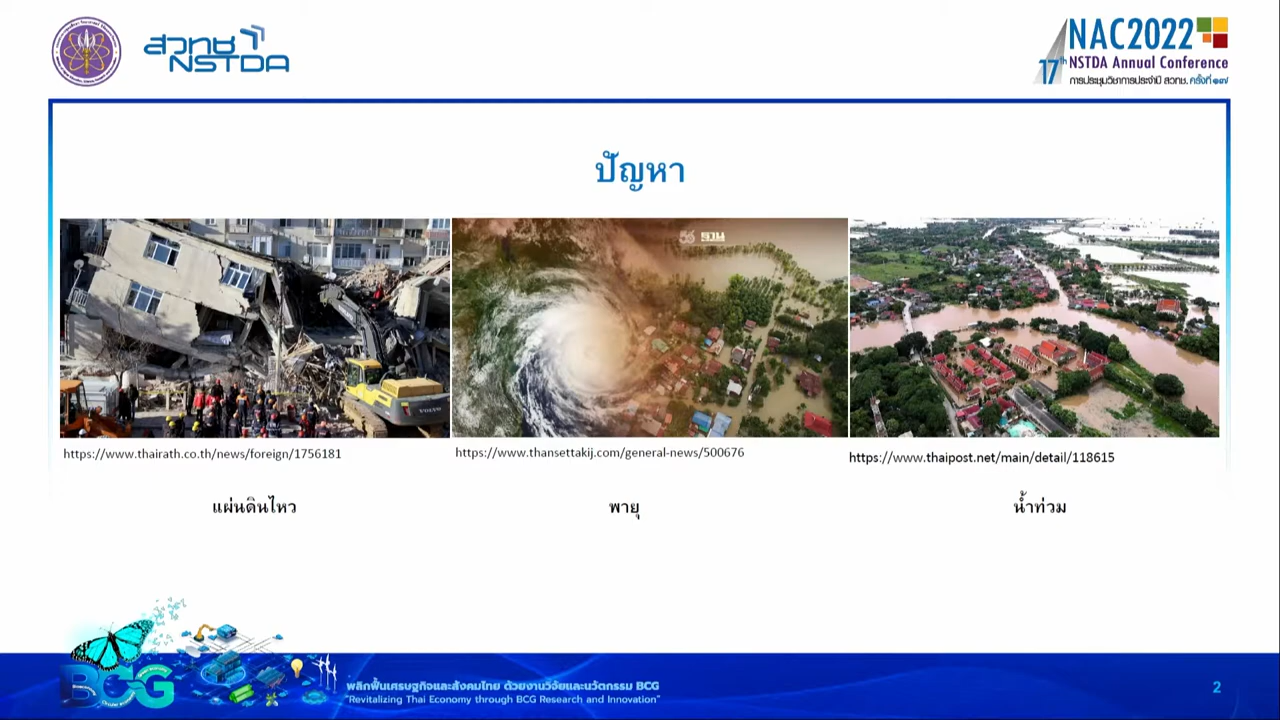 สวทช
NSTDA
NAC2022
17th NSTDA Annual Conference
การประชุมวิชาการประจำปี สวทช. ครั้งที่ ๑๗
ปัญหา
ฐาน
VOLVO
https://www.thairath.co.th/news/foreign/1756181
https://www.thansettakij.com/general-news/500676
https://www.thaipost.net/main/detail/118615
แผ่นดินไหว
พายุ
น้ำท่วม
BCG
พลิกฟื้นเศรษฐกิจและสังคมไทย ด้วยงานวิจัยและนวัตกรรม BCG
"Revitalizing Thai Economy through BCG Research and Innovation"
2